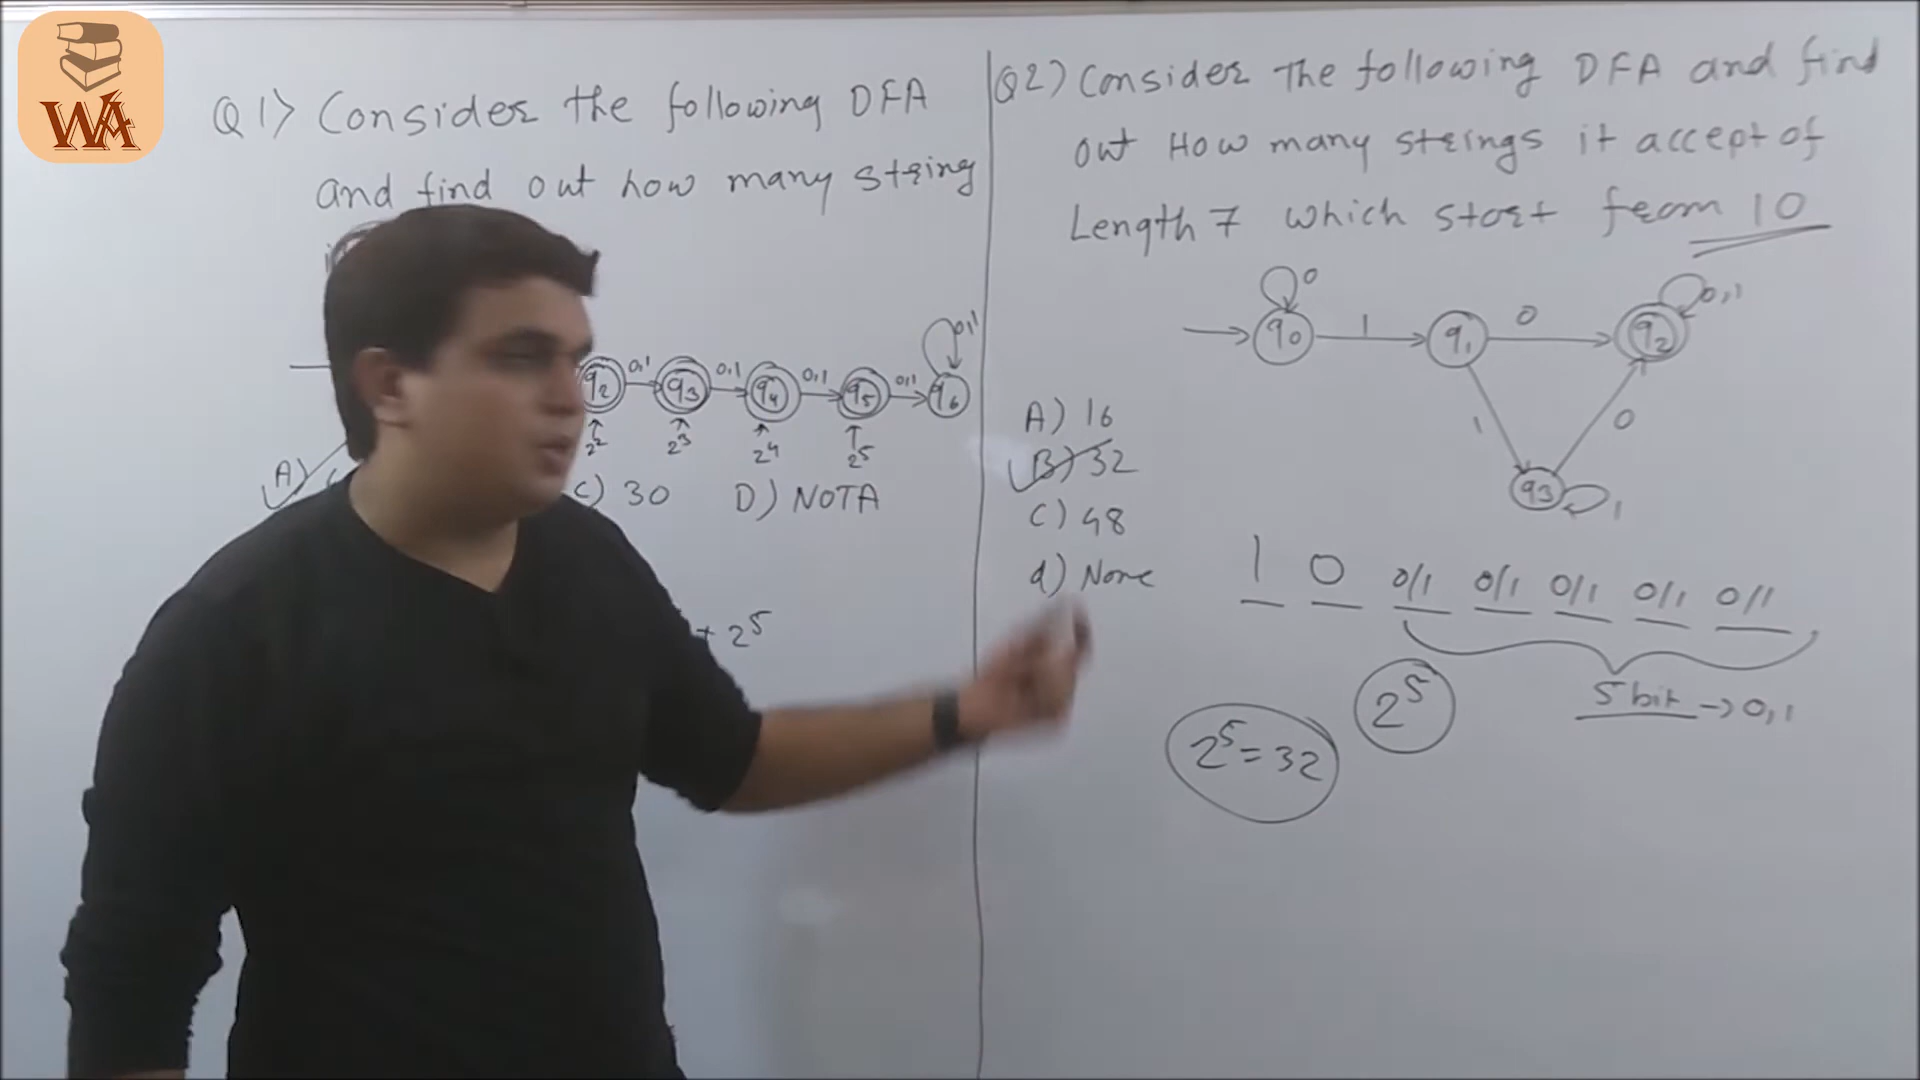 WA
Q1) Consider the following DFA
and find out how many string
q2 0,1 q3 0,1 q4 0,1 q5 0,1 q6 0,1
2² 2³ 2⁴ 2⁵
A)
C) 30 D) NOTA
+ 2⁵
Q2) Consider The following DFA and find
out How many strings it accept of
Length 7 which start from 10
0 0,1
q0 1 q1 0 q2
1 0
q3 1
A) 16
B) 32
C) 48
d) None
1 0 0/1 0/1 0/1 0/1 0/1
2⁵ 5 bit → 0,1
2⁵ = 32